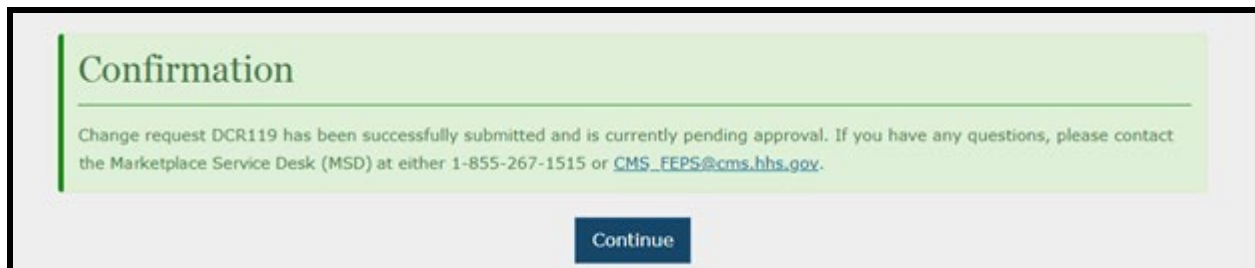 Confirmation
Change request DCR119 has been successfully submitted and is currently pending approval. If you have any questions, please contact
the Marketplace Service Desk (MSD) at either 1-855-267-1515 or CMS_FEPS@cms.hhs.gov.
Continue